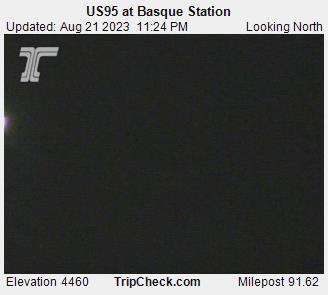 US95 at Basque Station
Updated: Aug 21 2023 11:24 PM Looking North
Elevation 4460 TripCheck.com Milepost 91.62